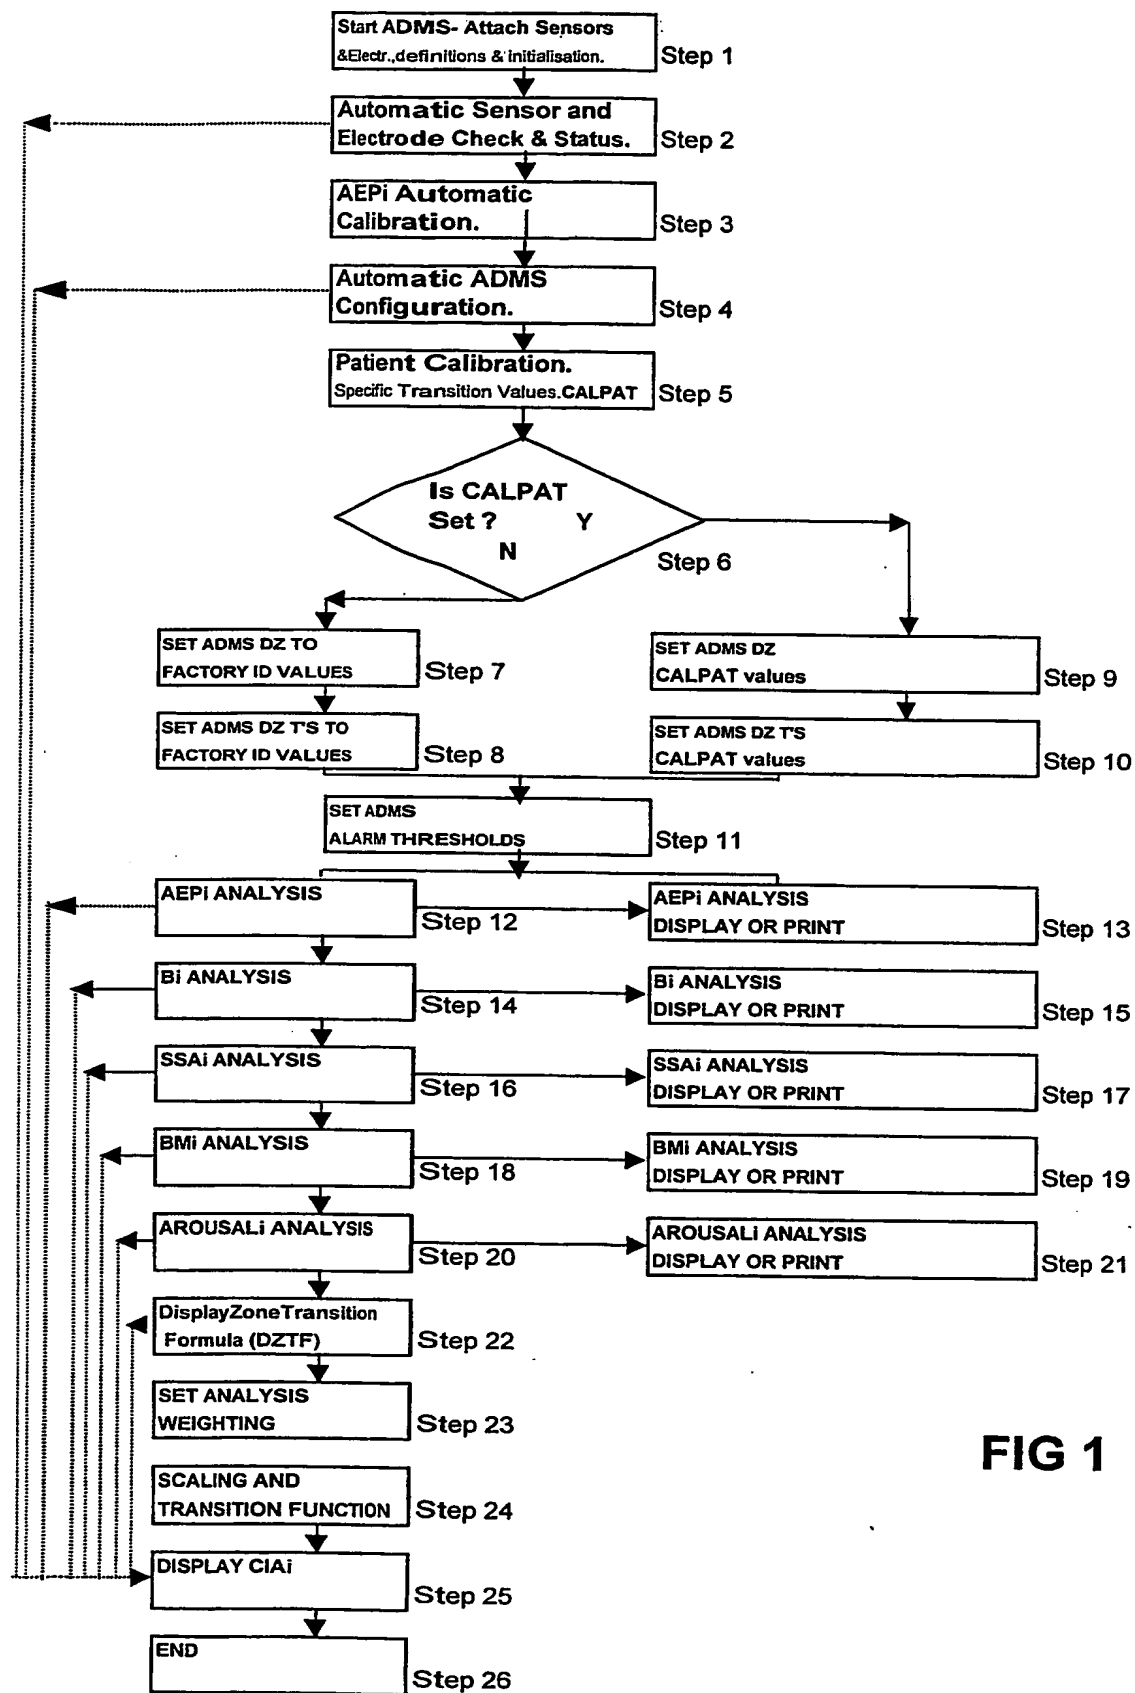 Start ADMS- Attach Sensors
&Electr.,definitions & initialisation.
Step 1
Automatic Sensor and
Electrode Check & Status.
Step 2
AEPi Automatic
Calibration.
Step 3
Automatic ADMS
Configuration.
Step 4
Patient Calibration.
Specific Transition Values.CALPAT
Step 5
Is CALPAT
Set ? Y
N
Step 6
SET ADMS DZ TO
FACTORY ID VALUES
Step 7
SET ADMS DZ
CALPAT values
Step 9
SET ADMS DZ T'S TO
FACTORY ID VALUES
Step 8
SET ADMS DZ T'S
CALPAT values
Step 10
SET ADMS
ALARM THRESHOLDS
Step 11
AEPi ANALYSIS
Step 12
AEPi ANALYSIS
DISPLAY OR PRINT
Step 13
Bi ANALYSIS
Step 14
Bi ANALYSIS
DISPLAY OR PRINT
Step 15
SSAi ANALYSIS
Step 16
SSAi ANALYSIS
DISPLAY OR PRINT
Step 17
BMi ANALYSIS
Step 18
BMi ANALYSIS
DISPLAY OR PRINT
Step 19
AROUSALi ANALYSIS
Step 20
AROUSALi ANALYSIS
DISPLAY OR PRINT
Step 21
DisplayZoneTransition
Formula (DZTF)
Step 22
SET ANALYSIS
WEIGHTING
Step 23
SCALING AND
TRANSITION FUNCTION
Step 24
DISPLAY CIAi
Step 25
END
Step 26
FIG 1